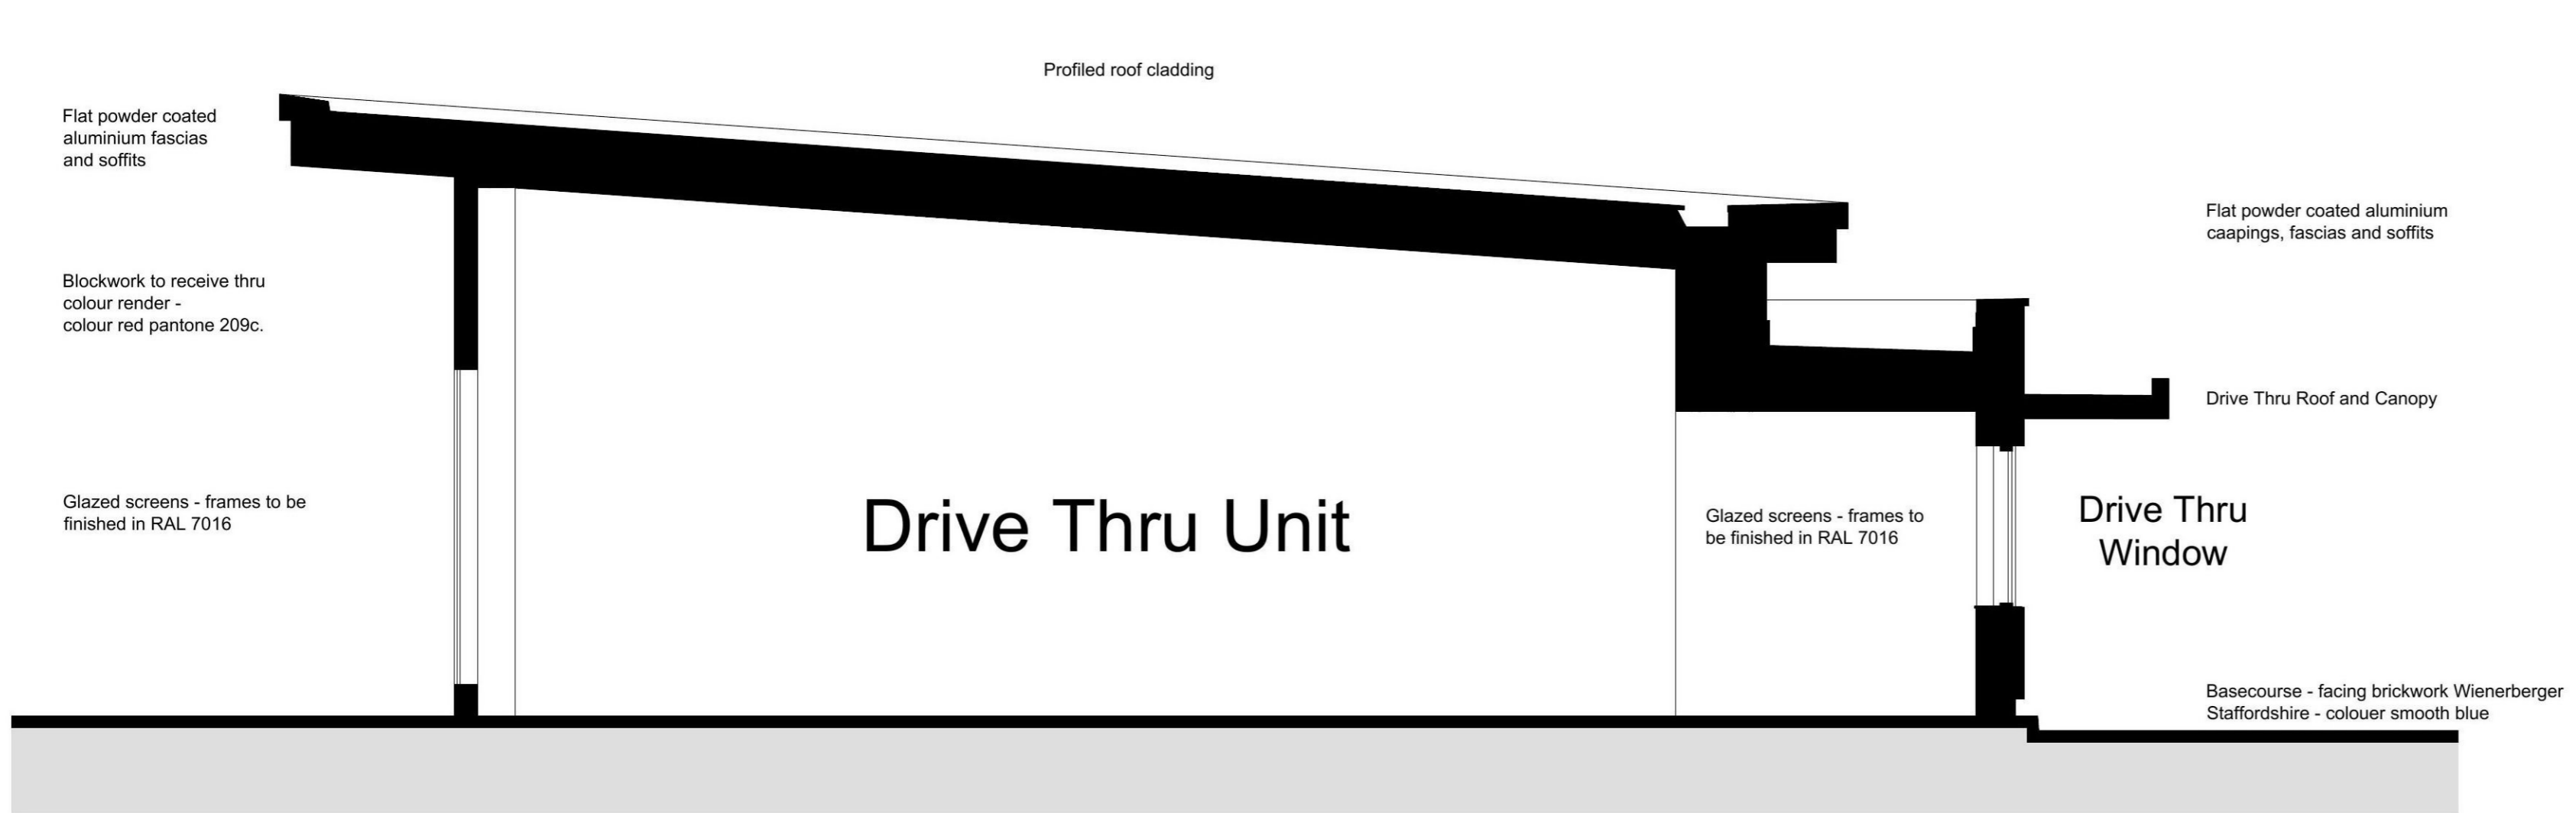 Profiled roof cladding
Flat powder coated
aluminium fascias
and soffits
Flat powder coated aluminium
caapings, fascias and soffits
Blockwork to receive thru
colour render -
colour red pantone 209c.
Drive Thru Roof and Canopy
Glazed screens - frames to be
finished in RAL 7016
Drive Thru Unit
Glazed screens - frames to
be finished in RAL 7016
Drive Thru
Window
Basecourse - facing brickwork Wienerberger
Staffordshire - colouer smooth blue